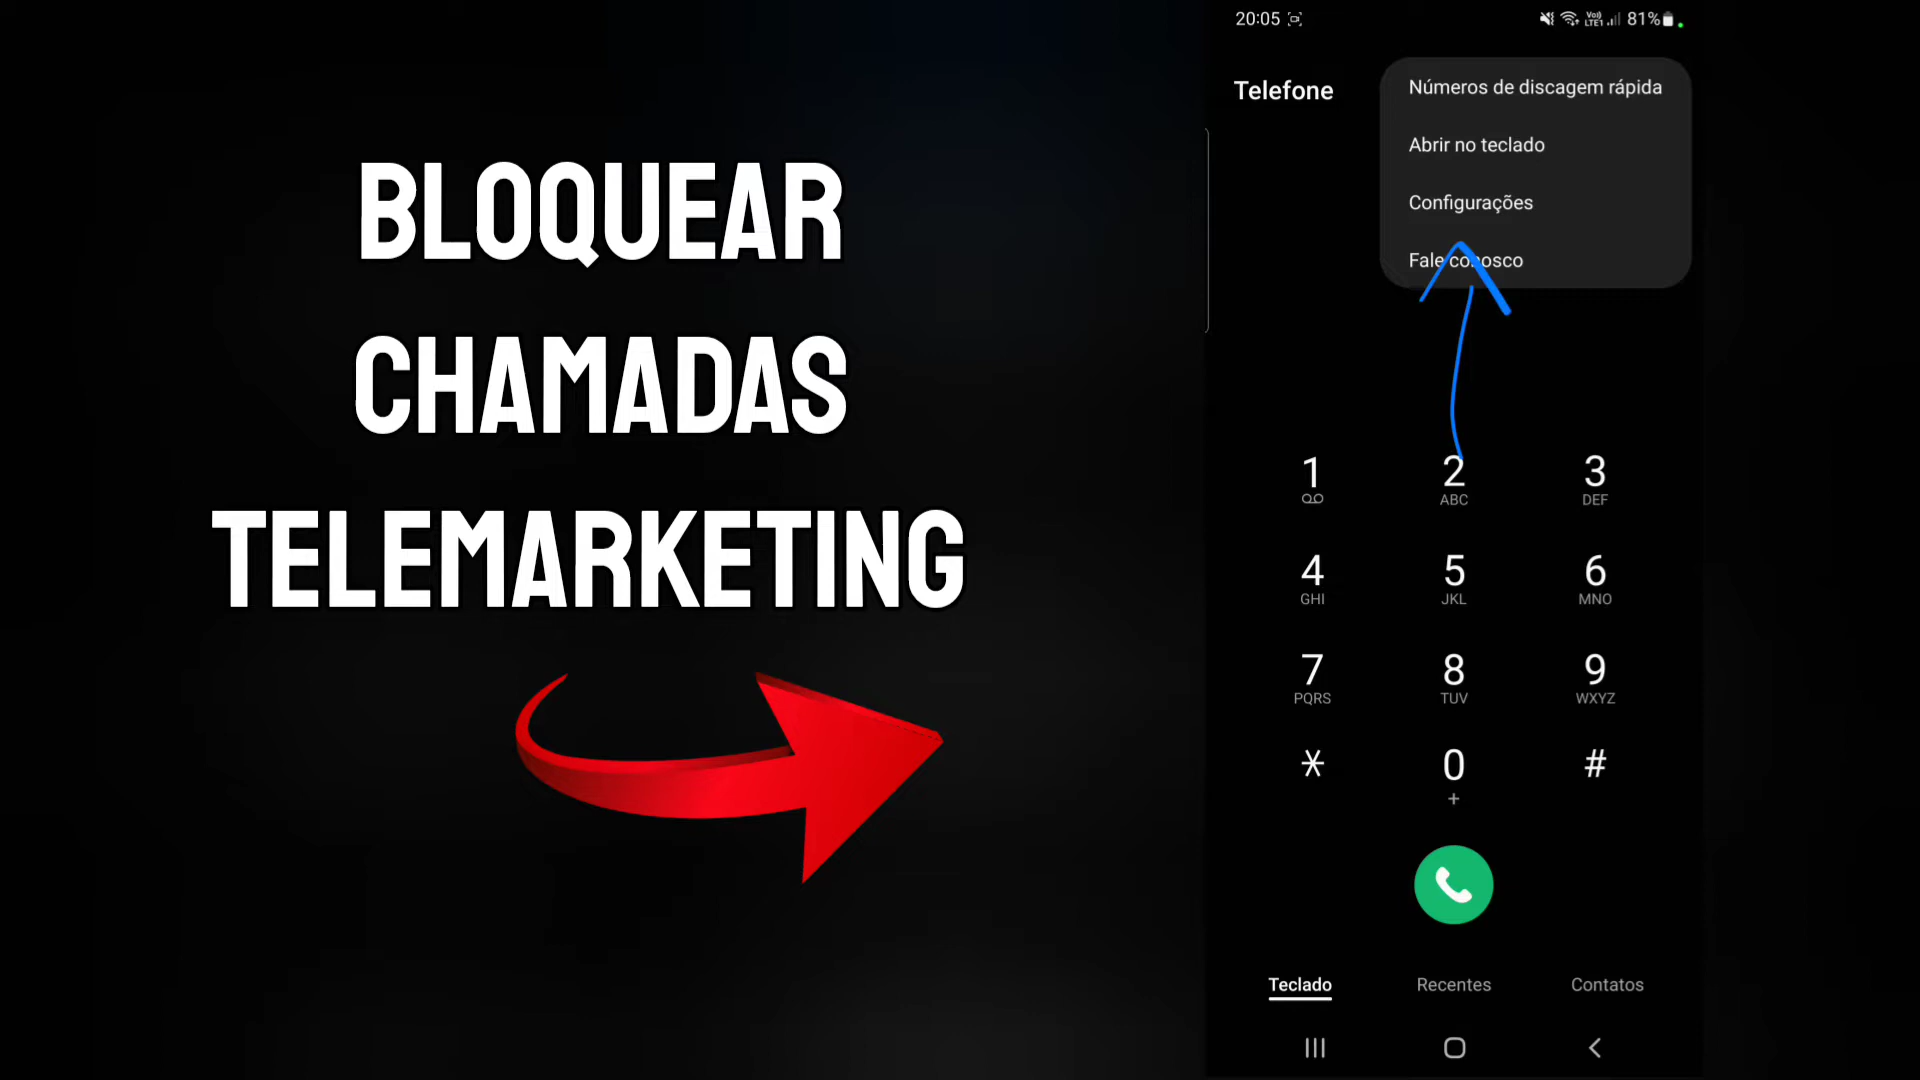 BLOQUEAR
CHAMADAS
TELEMARKETING
20:05
Vo)) LTE1 81%
Telefone
Números de discagem rápida
Abrir no teclado
Configurações
Fale conosco
1 2 3
ABC DEF
4 5 6
GHI JKL MNO
7 8 9
PQRS TUV WXYZ
* 0 #
+
Teclado Recentes Contatos